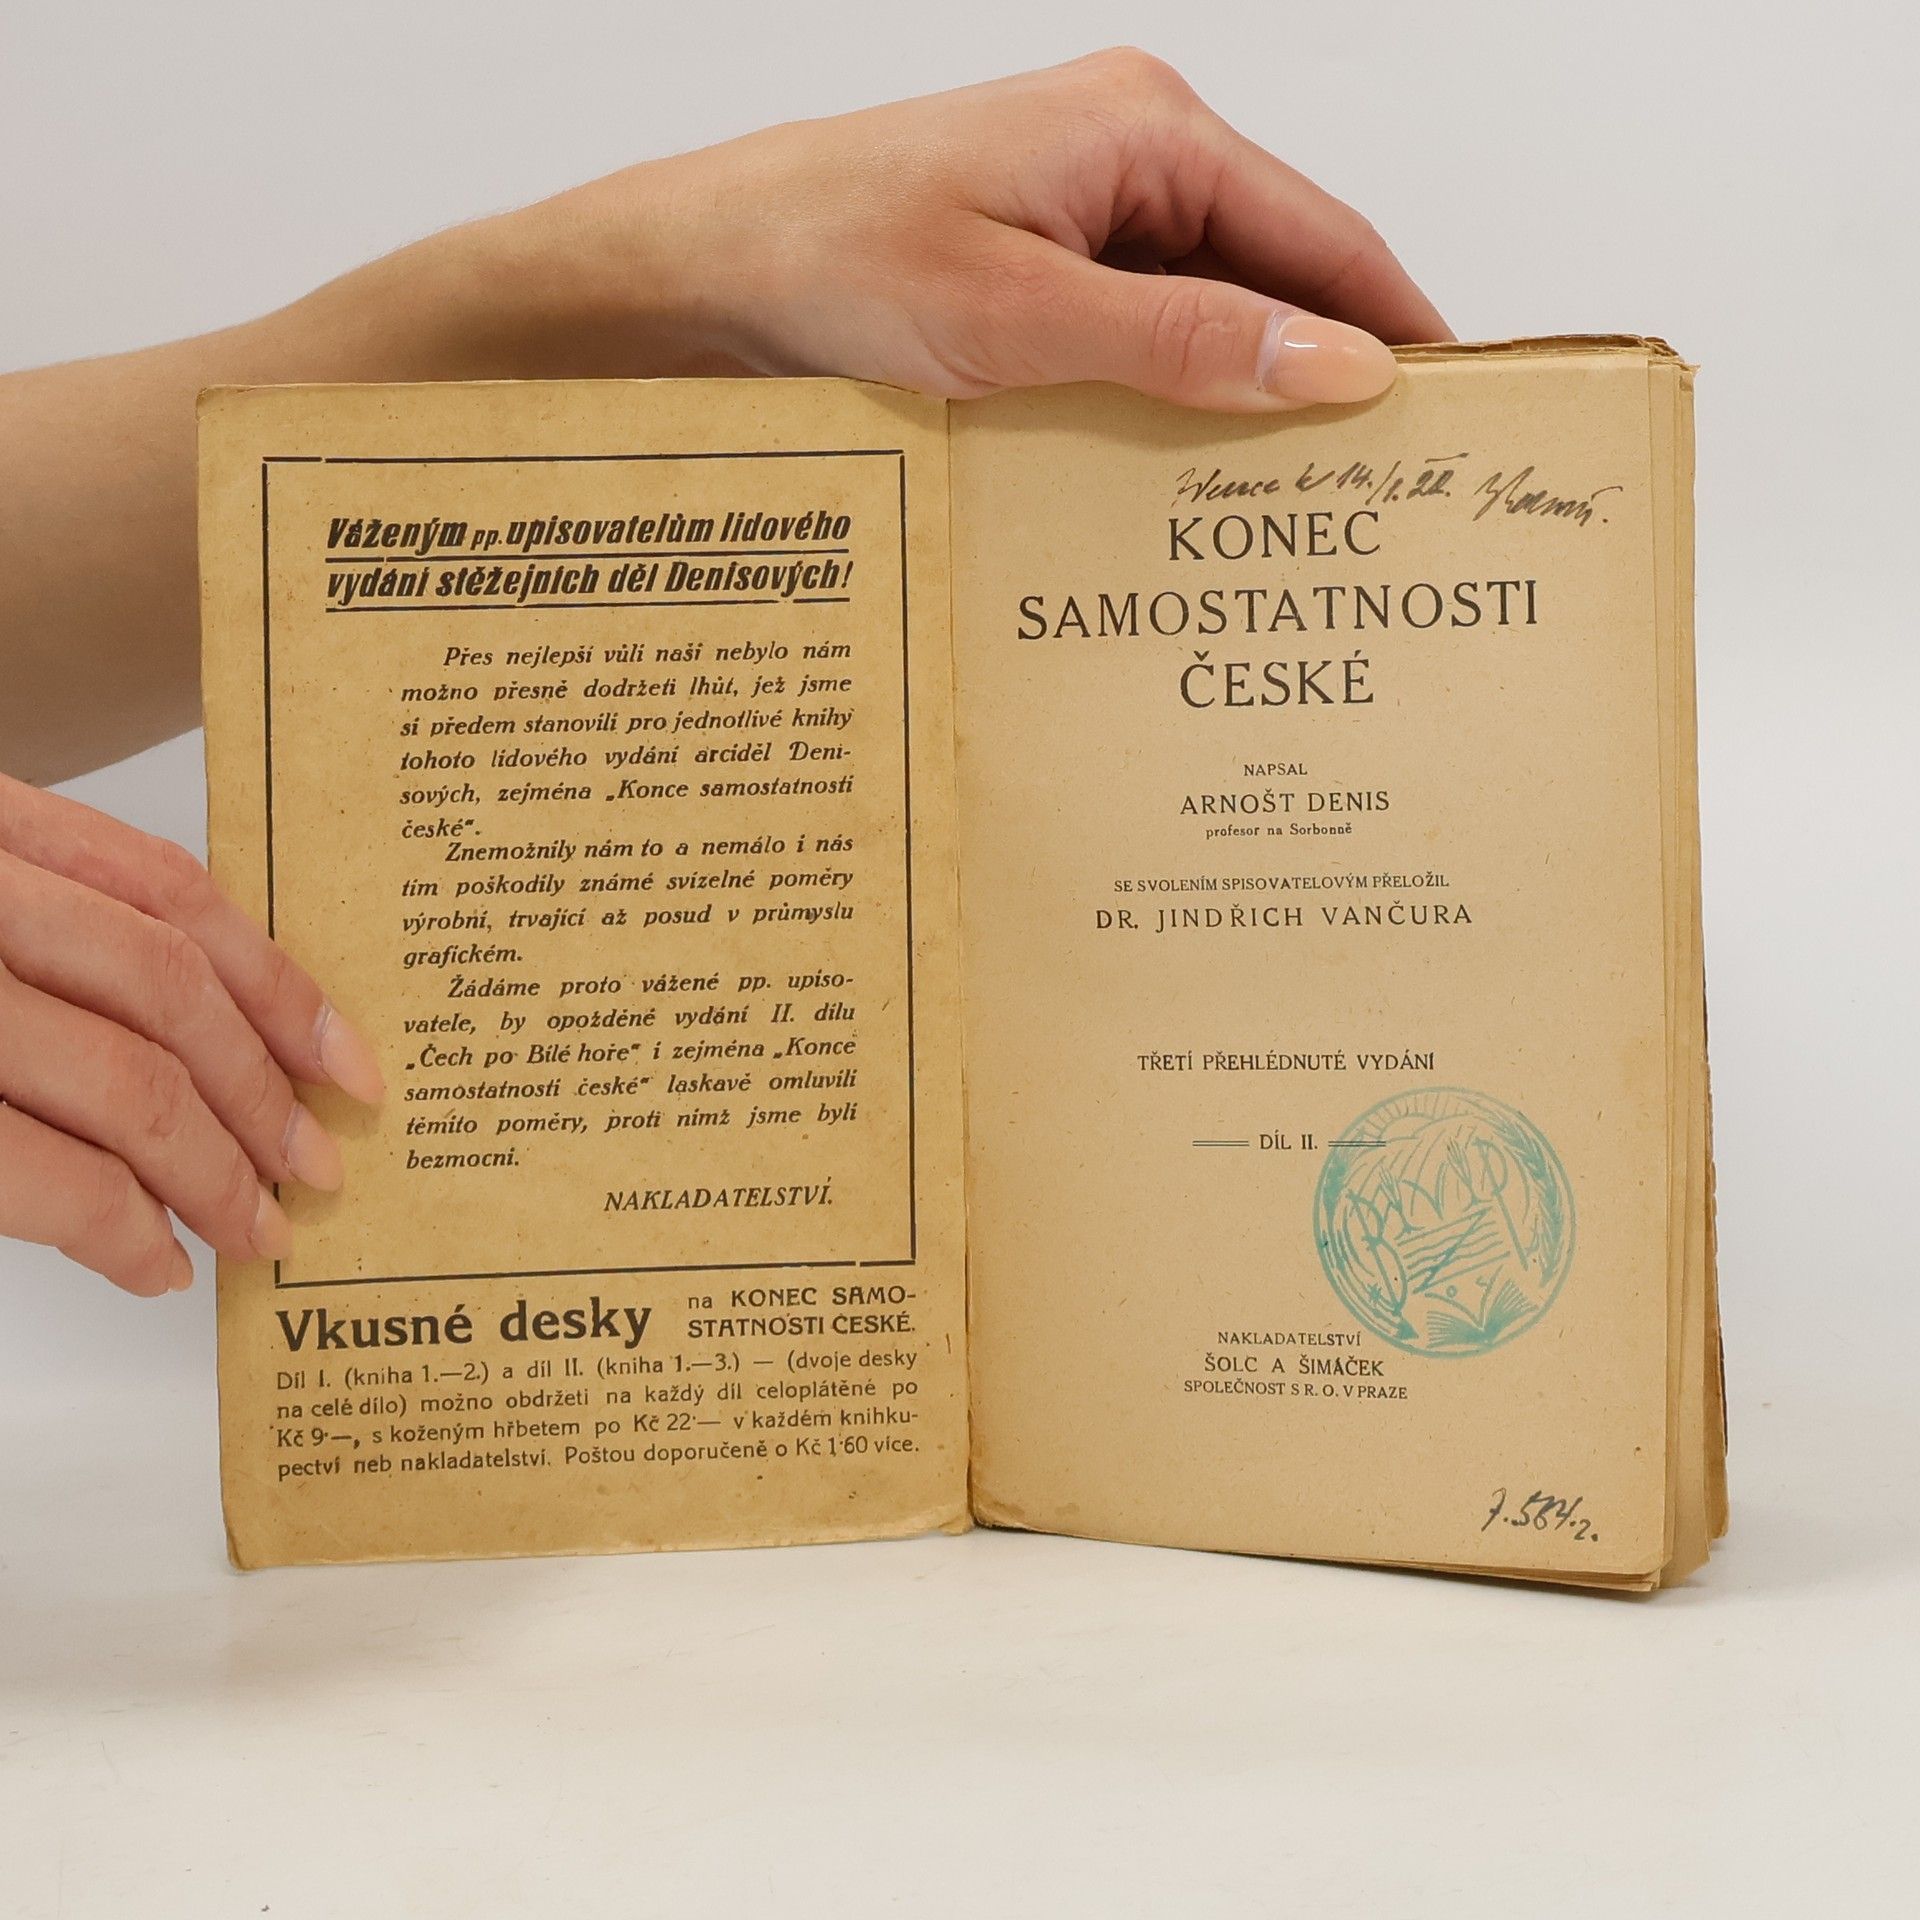 Váženým pp. upisovatelům lidového
vydání stěžejních děl Denisových!
Přes nejlepší vůli naši nebylo nám
možno přesně dodržeti lhůt, jež jsme
si předem stanovili pro jednotlivé knihy
tohoto lidového vydání arciděl Deni-
sových, zejména „Konce samostatnosti
české“.
Znemožnily nám to a nemálo i nás
tím poškodily známé svízelné poměry
výrobní, trvající až posud v průmyslu
grafickém.
Žádáme proto vážené pp. upiso-
vatele, by opožděné vydání II. dílu
„Čech po Bílé hoře“ i zejména „Konce
samostatnosti české“ laskavě omluvili
těmito poměry, proti nimž jsme byli
bezmocni.
NAKLADATELSTVÍ.
Vkusné desky na KONEC SAMO-
STATNOSTI ČESKÉ.
Díl I. (kniha 1.—2.) a díl II. (kniha 1.—3.) — (dvoje desky
na celé dílo) možno obdržeti na každý díl celoplátěné po
Kč 9·—, s koženým hřbetem po Kč 22·— v každém knihku-
pectví neb nakladatelství. Poštou doporučeně o Kč 1·60 více.
14./
KONEC
SAMOSTATNOSTI
ČESKÉ
NAPSAL
ARNOŠT DENIS
profesor na Sorbonně
SE SVOLENÍM SPISOVATELOVÝM PŘELOŽIL
DR. JINDŘICH VANČURA
TŘETÍ PŘEHLÉDNUTÉ VYDÁNÍ
DÍL II.
NAKLADATELSTVÍ
ŠOLC A ŠIMÁČEK
SPOLEČNOST S R. O. V PRAZE
7.564.2.